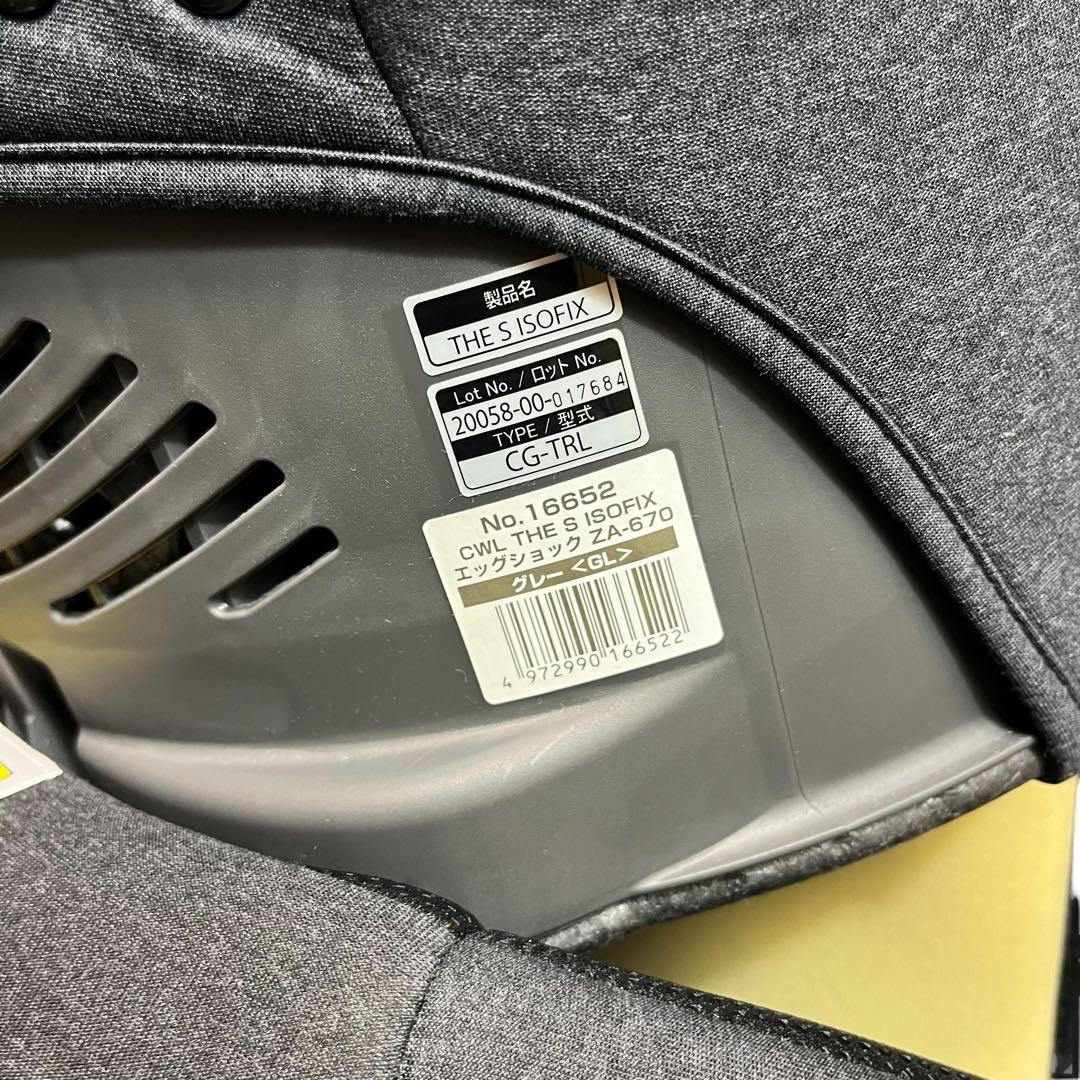 製品名
THE S ISOFIX
Lot No. / ロット No.
20058-00-017684
TYPE / 型式
CG-TRL
No.16652
CWL THE S ISOFIX
エッグショック ZA-670
グレー <GL>
4 972990 166522